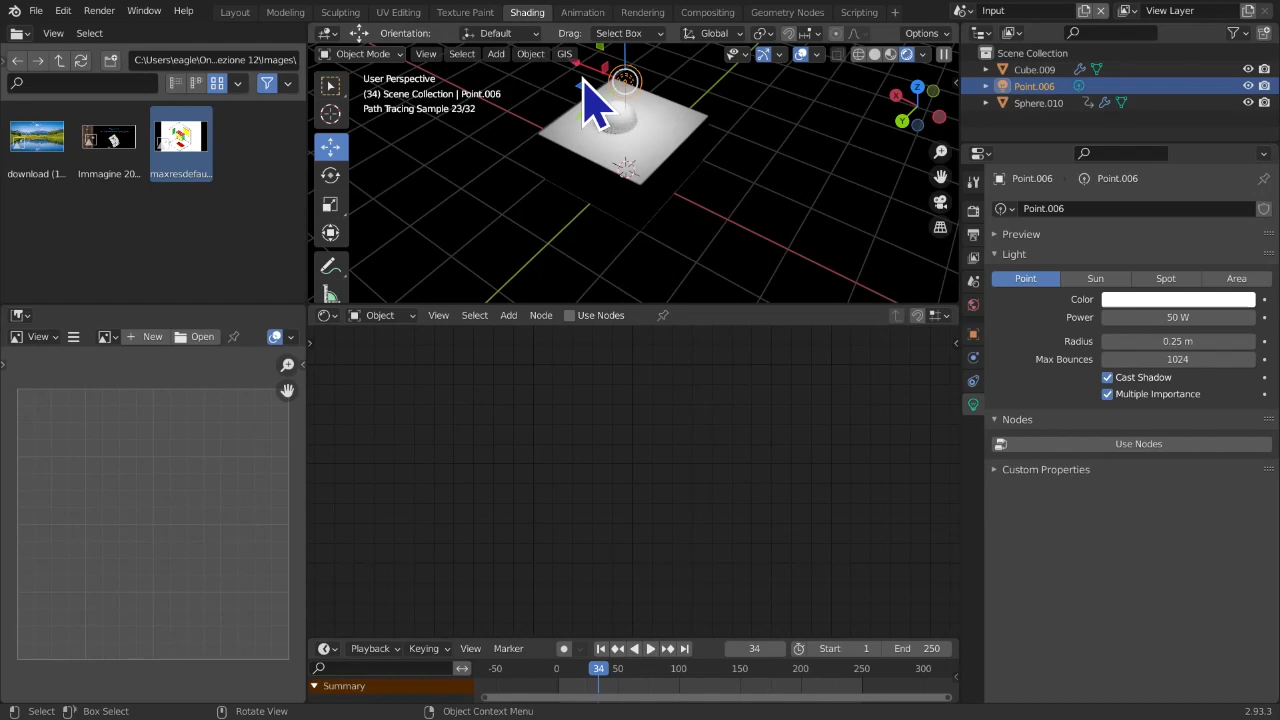 File Edit Render Window Help Layout Modeling Sculpting UV Editing Texture Paint Shading Animation Rendering Compositing Geometry Nodes Scripting Input View Layer
View Select
Orientation: Default Drag: Select Box Global Options
C:\Users\eagle\On...ezione 12\Images\
Object Mode View Select Add Object GIS
User Perspective
(34) Scene Collection | Point.006
Path Tracing Sample 23/32
download (1...
Immagine 20...
maxresdefau...
X
Y
Z
Scene Collection
Cube.009
Point.006
Sphere.010
Point.006 Point.006
Point.006
Preview
Light
Point Sun Spot Area
Color
Power 50 W
Radius 0.25 m
Max Bounces 1024
Cast Shadow
Multiple Importance
Nodes
Use Nodes
Custom Properties
View New Open
Object View Select Add Node Use Nodes
Playback Keying View Marker 34 Start 1 End 250
-50 0 34 50 100 150 200 250 300
Summary
Select Box Select Rotate View Object Context Menu 2.93.3